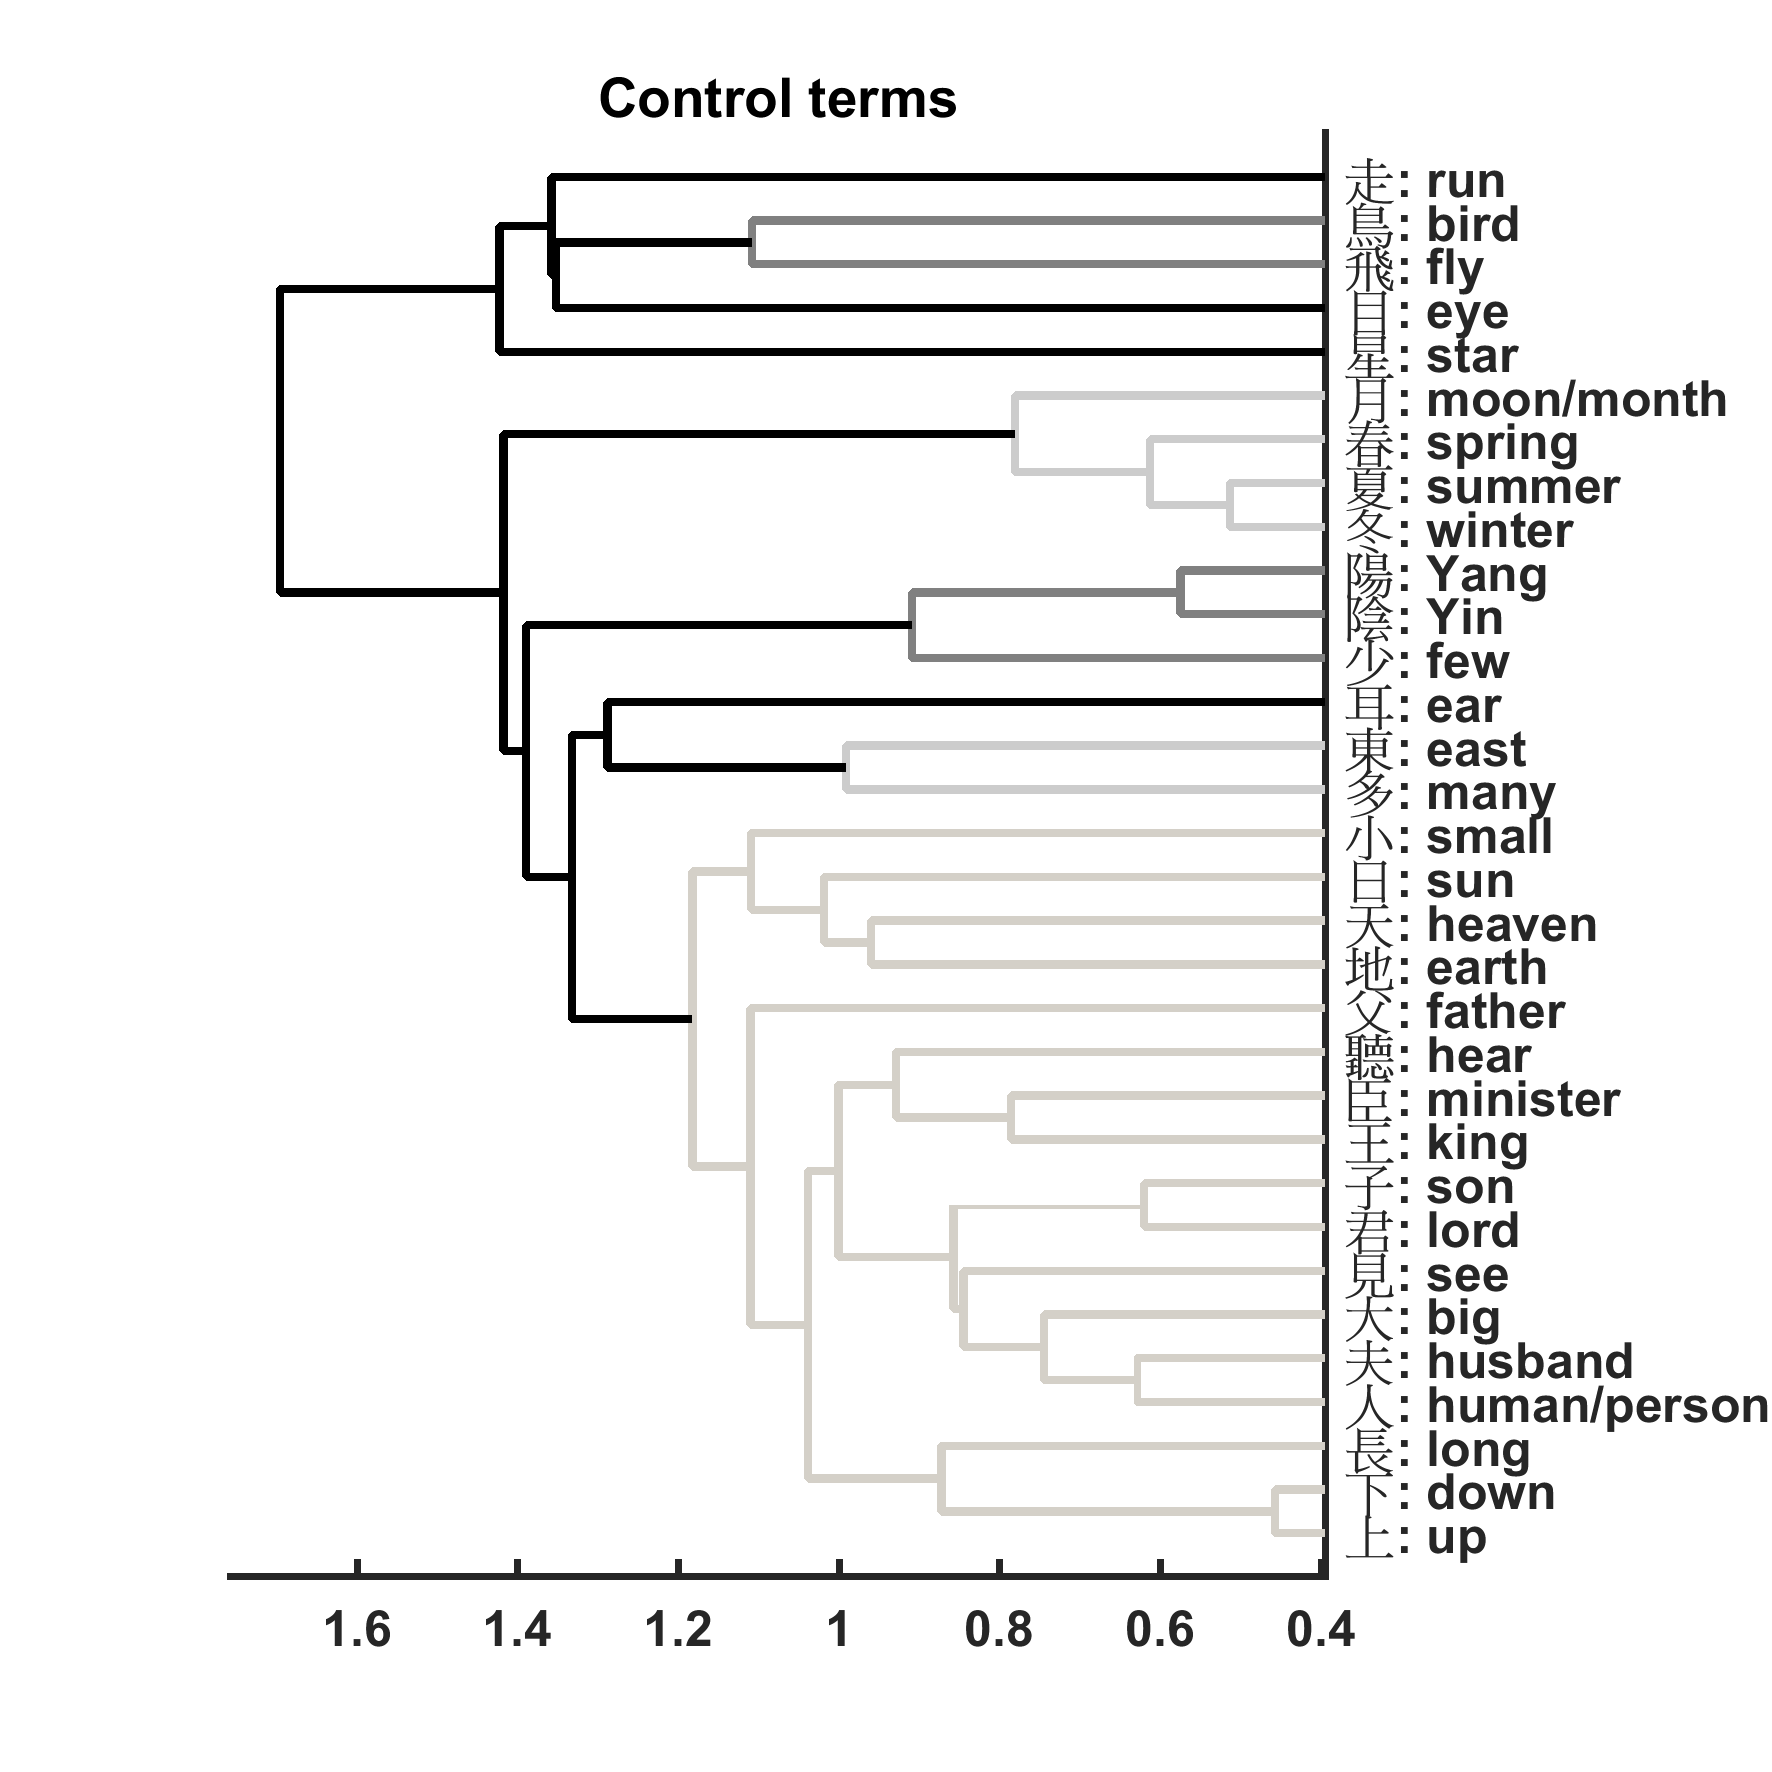 Control terms
走: run
鳥: bird
飛: fly
目: eye
星: star
月: moon/month
春: spring
夏: summer
冬: winter
陽: Yang
陰: Yin
少: few
耳: ear
東: east
多: many
小: small
日: sun
天: heaven
地: earth
父: father
聽: hear
臣: minister
王: king
子: son
君: lord
見: see
大: big
夫: husband
人: human/person
長: long
下: down
上: up
1.6 1.4 1.2 1 0.8 0.6 0.4